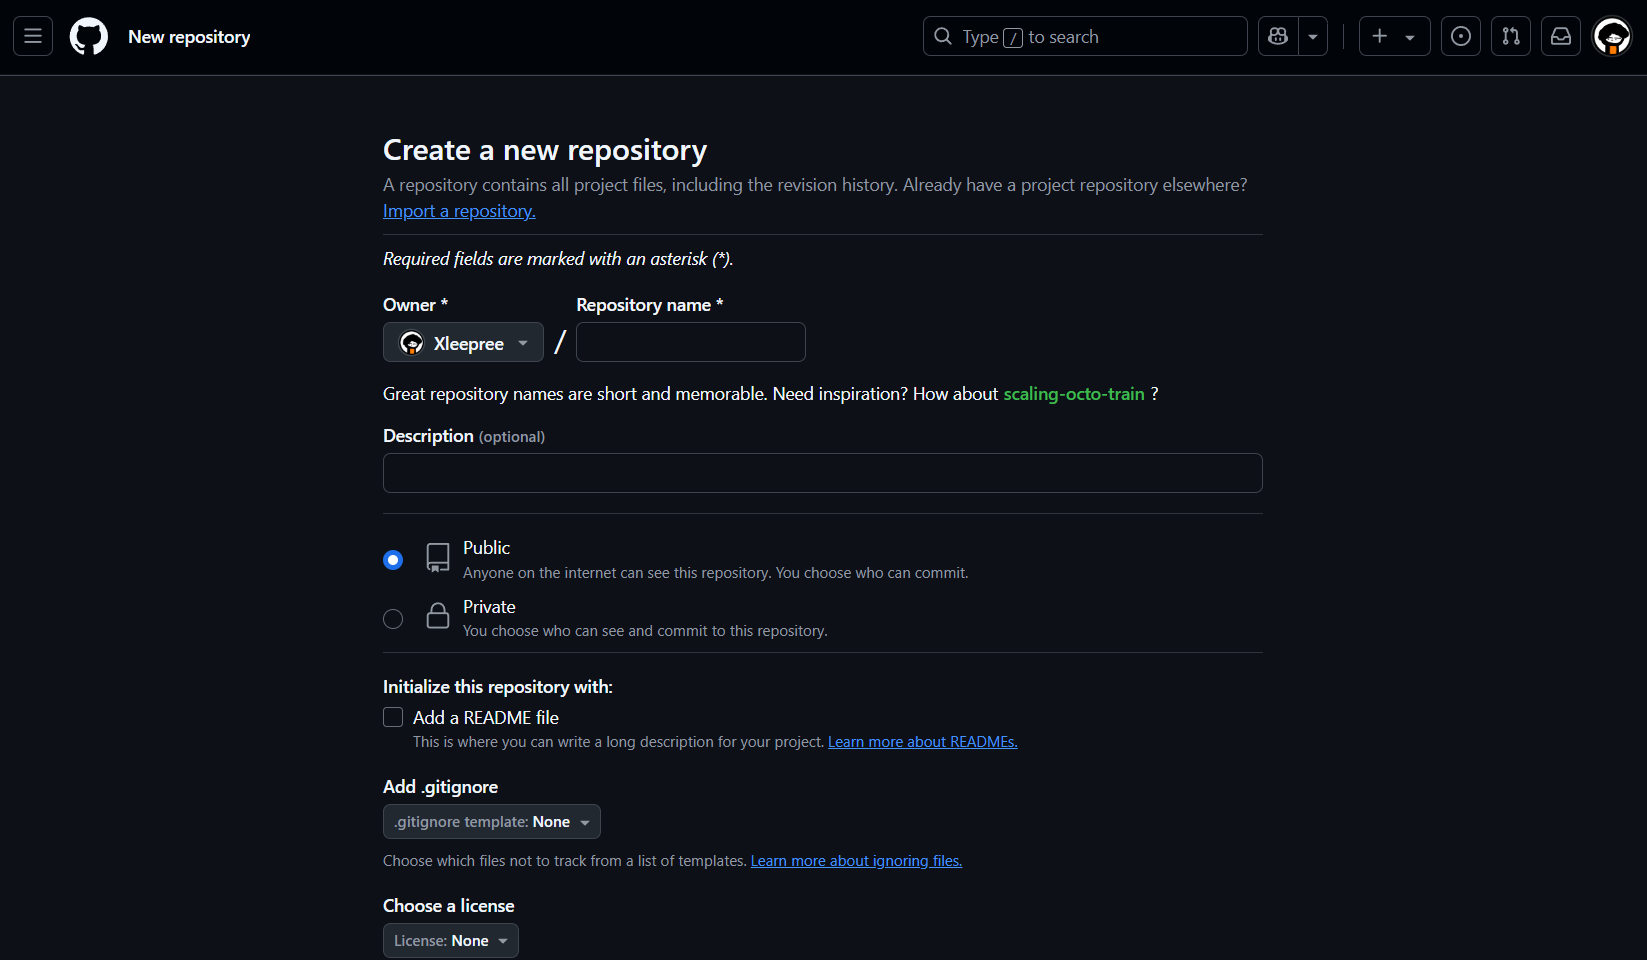 New repository
Type / to search
Create a new repository
A repository contains all project files, including the revision history. Already have a project repository elsewhere?
Import a repository.
Required fields are marked with an asterisk (*).
Owner * Repository name *
Xleepree /
Great repository names are short and memorable. Need inspiration? How about scaling-octo-train ?
Description (optional)
Public
Anyone on the internet can see this repository. You choose who can commit.
Private
You choose who can see and commit to this repository.
Initialize this repository with:
Add a README file
This is where you can write a long description for your project. Learn more about READMEs.
Add .gitignore
.gitignore template: None
Choose which files not to track from a list of templates. Learn more about ignoring files.
Choose a license
License: None